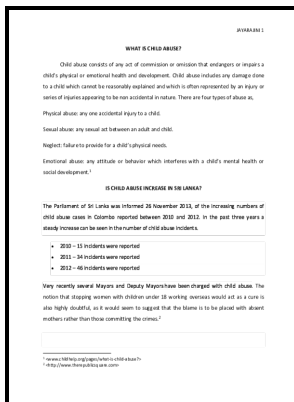 JAYARAJINI 1
WHAT IS CHILD ABUSE?
Child abuse consists of any act of commission or omission that endangers or impairs a
child's physical or emotional health and development. Child abuse includes any damage done
to a child which cannot be reasonably explained and which is often represented by an injury or
series of injuries appearing to be non accidental in nature. There are four types of abuse as,
Physical abuse: any one accidental injury to a child.
Sexual abuse: any sexual act between an adult and child.
Neglect: failure to provide for a child's physical needs.
Emotional abuse: any attitude or behavior which interferes with a child's mental health or
social development.1
IS CHILD ABUSE INCREASE IN SRI LANKA?
The Parliament of Sri Lanka was informed 26 November 2013, of the increasing numbers of
child abuse cases in Colombo reported between 2010 and 2012. In the past three years a
steady increase can be seen in the number of child abuse incidents.
• 2010 – 15 Incidents were reported
• 2011 – 34 Incidents were reported
• 2012 – 46 Incidents were reported
Very recently several Mayors and Deputy Mayors have been charged with child abuse. The
notion that stopping women with children under 18 working overseas would act as a cure is
also highly doubtful, as it would seem to suggest that the blame is to be placed with absent
mothers rather than those committing the crimes.2
1 <www.childhelp.org/pages/what-is-child-abuse?>
2 <http://www.therepublicsquare.com>